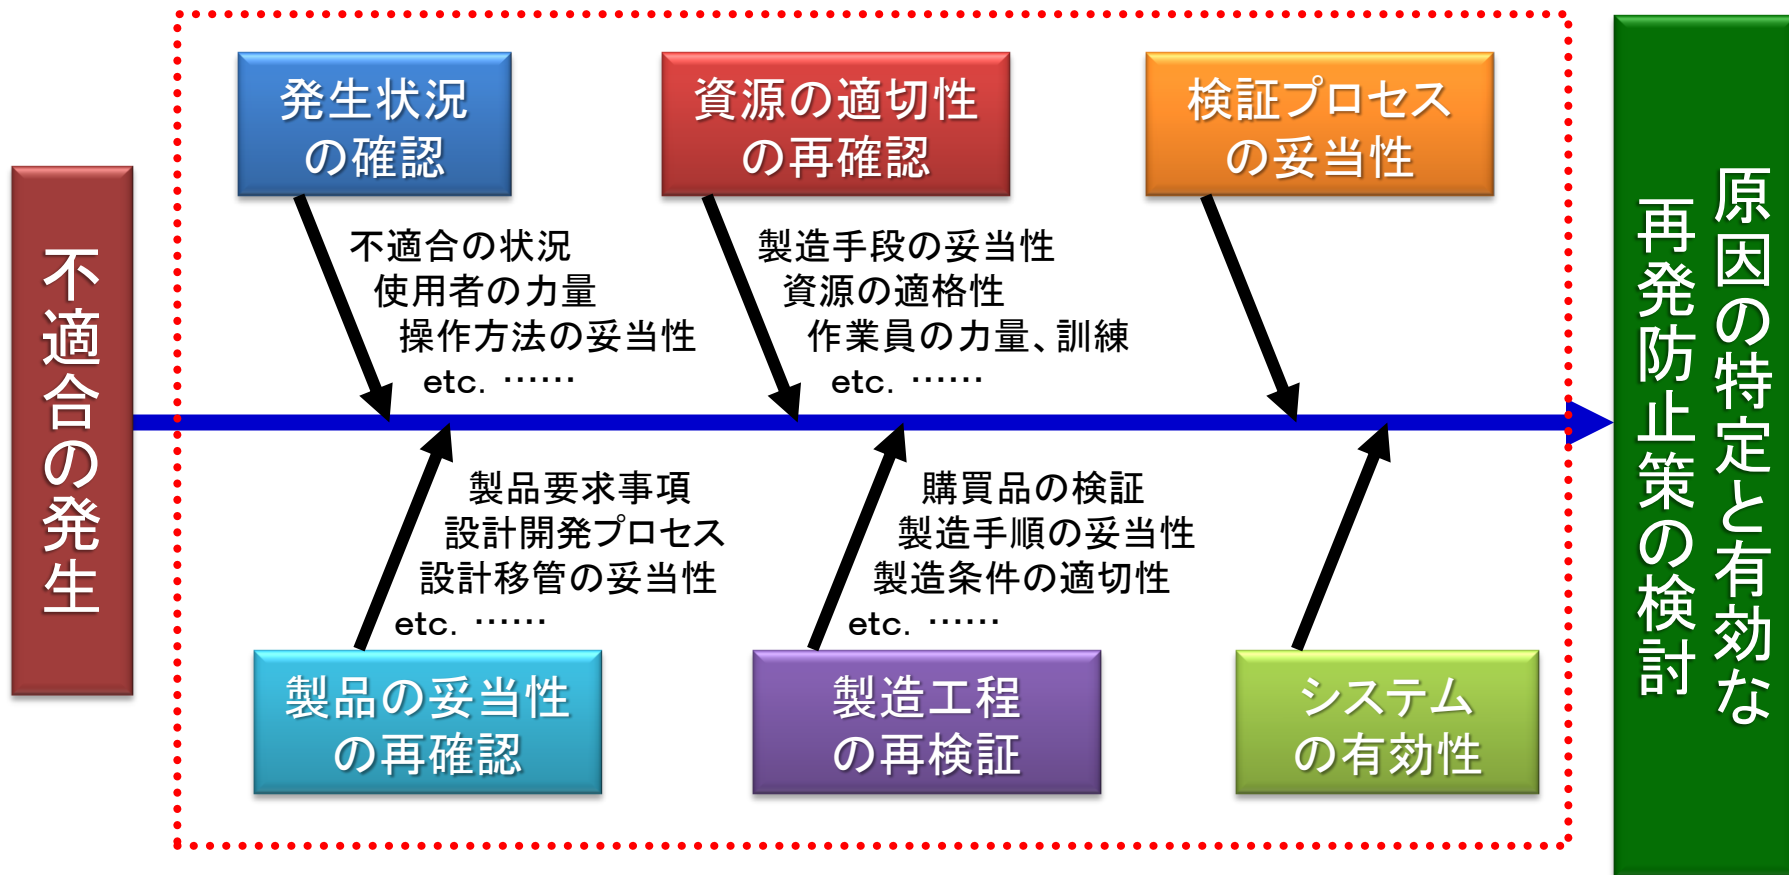 不適合の発生
発生状況
の確認
不適合の状況
使用者の力量
操作方法の妥当性
etc. ……
資源の適切性
の再確認
製造手段の妥当性
資源の適格性
作業員の力量、訓練
etc. ……
検証プロセス
の妥当性
製品要求事項
設計開発プロセス
設計移管の妥当性
etc. ……
製品の妥当性
の再確認
購買品の検証
製造手順の妥当性
製造条件の適切性
etc. ……
製造工程
の再検証
システム
の有効性
原因の特定と有効な
再発防止策の検討